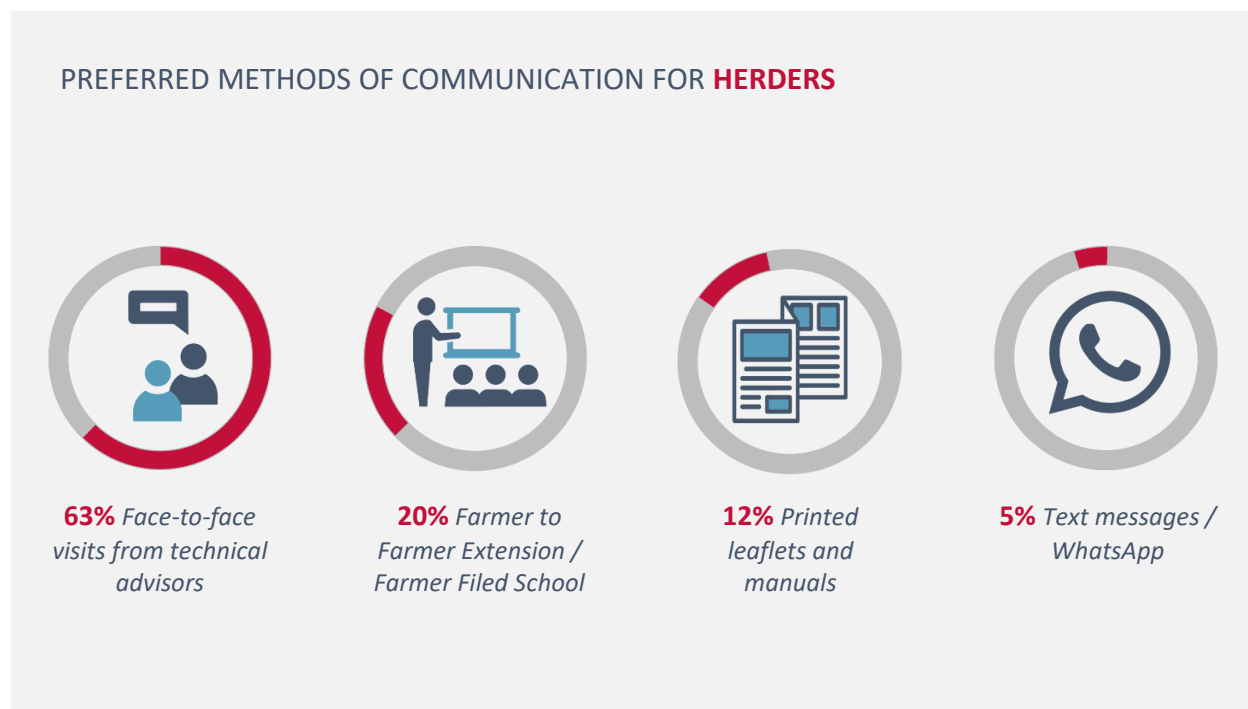 PREFERRED METHODS OF COMMUNICATION FOR HERDERS
63% Face-to-face
visits from technical
advisors
20% Farmer to
Farmer Extension /
Farmer Filed School
12% Printed
leaflets and
manuals
5% Text messages /
WhatsApp